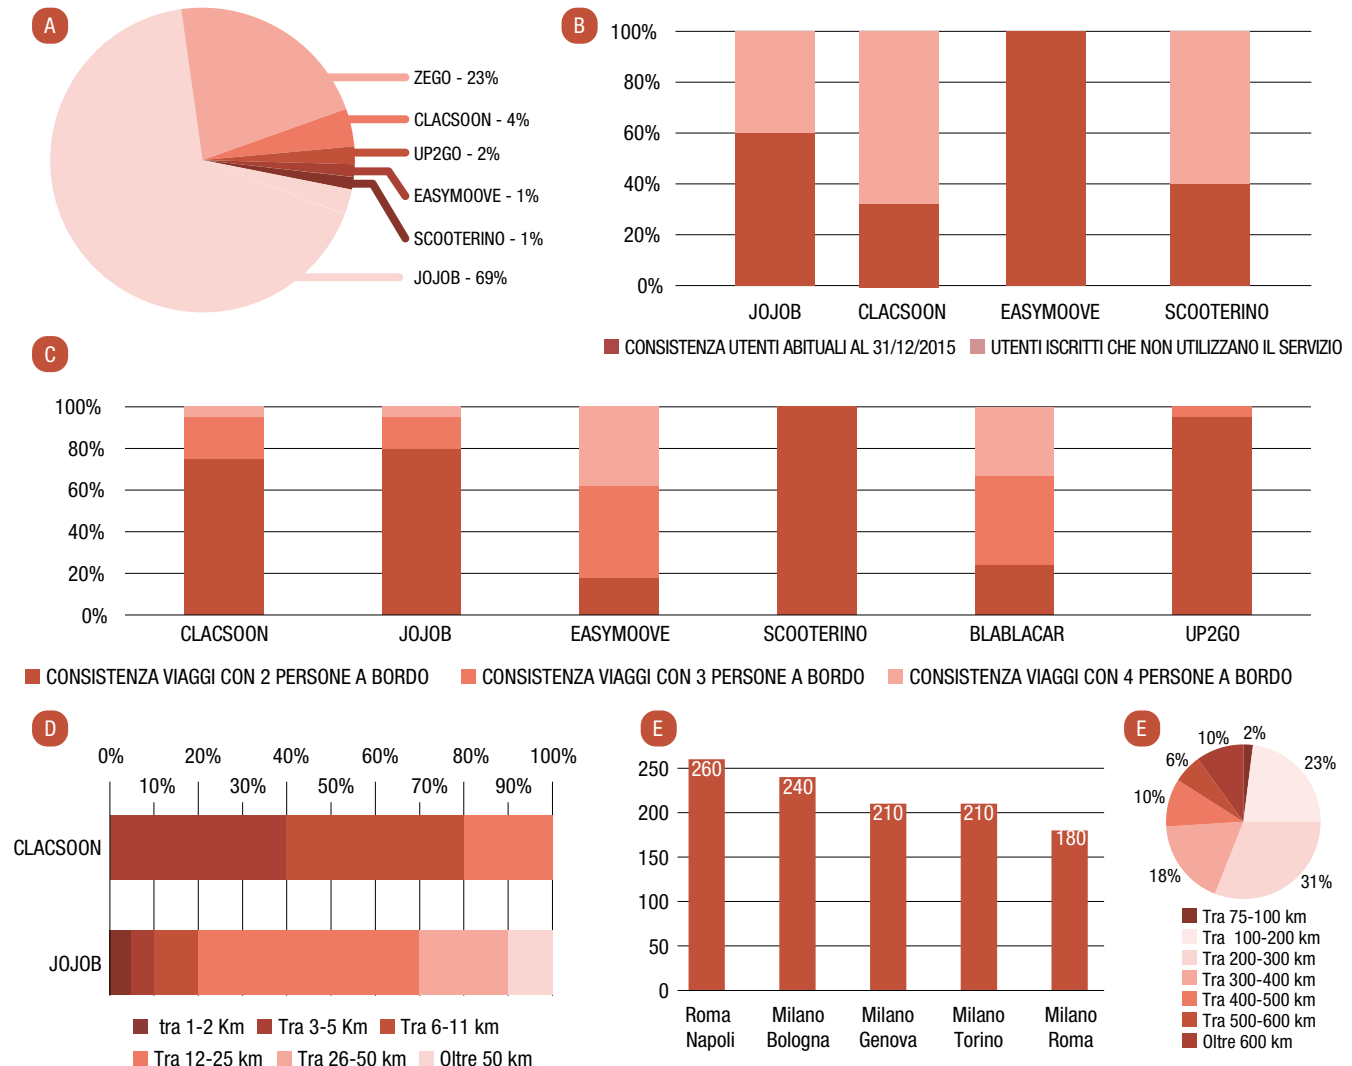 A
ZEGO - 23%
CLACSOON - 4%
UP2GO - 2%
EASYMOOVE - 1%
SCOOTERINO - 1%
JOJOB - 69%
B
100%
80%
60%
40%
20%
0%
JOJOB CLACSOON EASYMOOVE SCOOTERINO
CONSISTENZA UTENTI ABITUALI AL 31/12/2015 UTENTI ISCRITTI CHE NON UTILIZZANO IL SERVIZIO
C
100%
80%
60%
40%
20%
0%
CLACSOON JOJOB EASYMOOVE SCOOTERINO BLABLACAR UP2GO
CONSISTENZA VIAGGI CON 2 PERSONE A BORDO CONSISTENZA VIAGGI CON 3 PERSONE A BORDO CONSISTENZA VIAGGI CON 4 PERSONE A BORDO
D
0% 20% 40% 60% 80% 100%
10% 30% 50% 70% 90%
CLACSOON
JOJOB
tra 1-2 Km Tra 3-5 Km Tra 6-11 km
Tra 12-25 km Tra 26-50 km Oltre 50 km
E
250
200
150
100
50
0
260 240 210 210 180
Roma Milano Milano Milano Milano
Napoli Bologna Genova Torino Roma
E
2%
23%
31%
18%
10%
6%
10%
Tra 75-100 km
Tra 100-200 km
Tra 200-300 km
Tra 300-400 km
Tra 400-500 km
Tra 500-600 km
Oltre 600 km